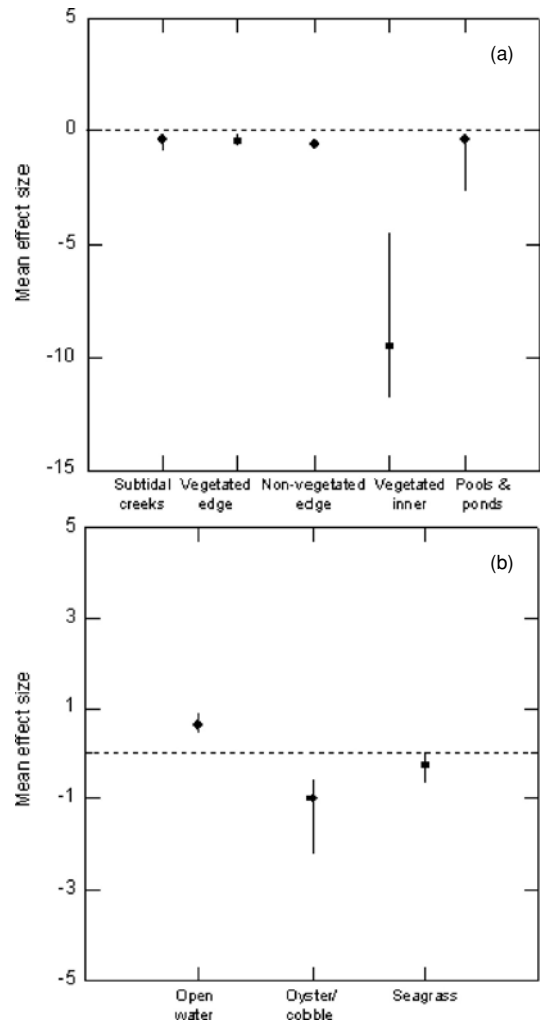 5
(a)
0
-5
-10
-15
Mean effect size
Subtidal creeks
Vegetated edge
Non-vegetated edge
Vegetated inner
Pools & ponds
5
(b)
3
1
-1
-3
-5
Mean effect size
Open water
Oyster/ cobble
Seagrass